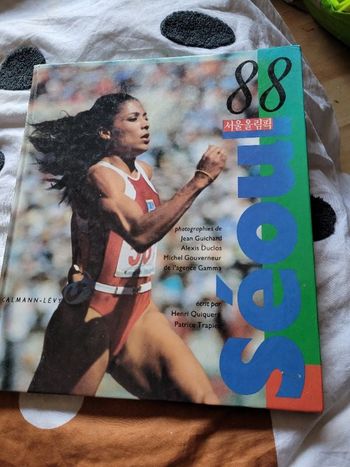 88
서울올림픽
Séoul
photographies de
Jean Guichard
Alexis Duclos
Michel Gouverneur
de l'agence Gamma
écrit par
Henri Quiqueré
Patrice Trapier
CALMANN-LÉVY